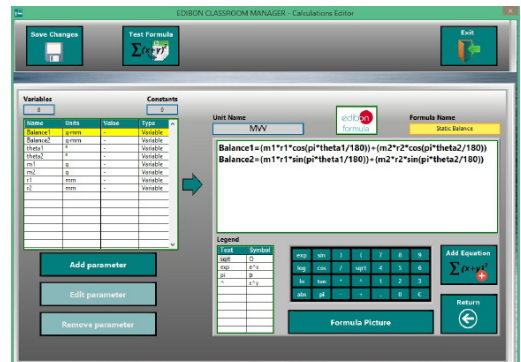 EDIBON CLASSROOM MANAGER - Calculations Editor
Save Changes
Test Formula
Σ(x+y)²
Exit
Variables
8
Constants
0
Name Units Value Type
Balance1 g·mm - Variable
Balance2 g·mm - Variable
theta1 ° - Variable
theta2 ° - Variable
m1 g - Variable
m2 g - Variable
r1 mm - Variable
r2 mm - Variable
Add parameter
Edit parameter
Remove parameter
Unit Name
MVV
edibon
formula
Formula Name
Static Balance
Balance1=(m1*r1*cos(pi*theta1/180))+(m2*r2*cos(pi*theta2/180))
Balance2=(m1*r1*sin(pi*theta1/180))+(m2*r2*sin(pi*theta2/180))
Legend
Text Symbol
sqrt
exp e^x
pi p
^ x^y
exp sin ( ( 7 8 9
log cos / sqrt 4 5 6
ln tan * ^ 1 2 3
abs pi - + . 0 C
Formula Picture
Add Equation
Σ(x+y)²
Return